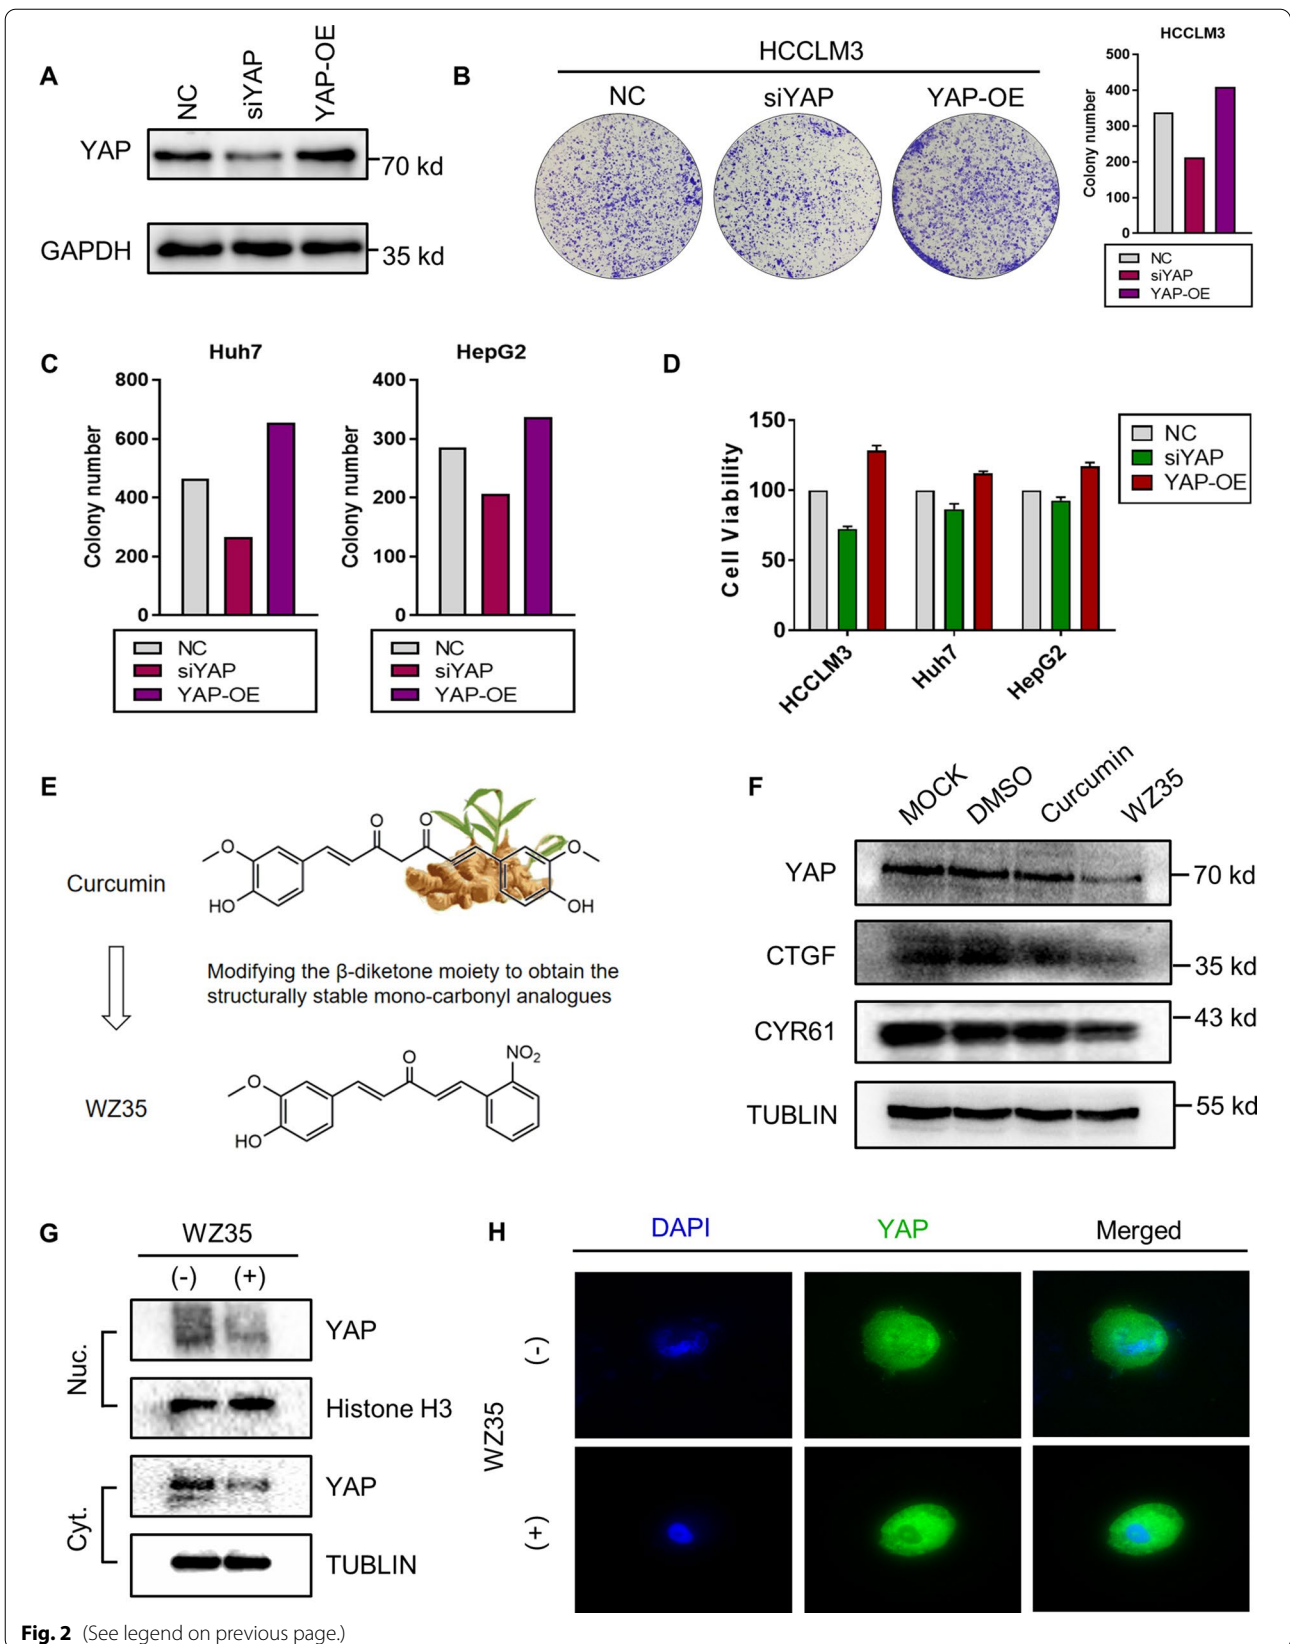 A
NC
siYAP
YAP-OE
YAP
70 kd
GAPDH
35 kd
B
HCCLM3
NC
siYAP
YAP-OE
HCCLM3
Colony number
500
400
300
200
100
0
NC
siYAP
YAP-OE
C
Huh7
Colony number
800
600
400
200
0
NC
siYAP
YAP-OE
HepG2
Colony number
400
300
200
100
0
NC
siYAP
YAP-OE
D
Cell Viability
150
100
50
0
HCCLM3
Huh7
HepG2
NC
siYAP
YAP-OE
E
Curcumin
O
O
O
HO
O
OH
Modifying the β-diketone moiety to obtain the
structurally stable mono-carbonyl analogues
WZ35
O
O
NO₂
HO
F
MOCK
DMSO
Curcumin
WZ35
YAP
70 kd
CTGF
35 kd
CYR61
43 kd
TUBLIN
55 kd
G
WZ35
(-)
(+)
Nuc.
YAP
Histone H3
Cyt.
YAP
TUBLIN
H
DAPI
YAP
Merged
WZ35
(-)
(+)
Fig. 2 (See legend on previous page.)